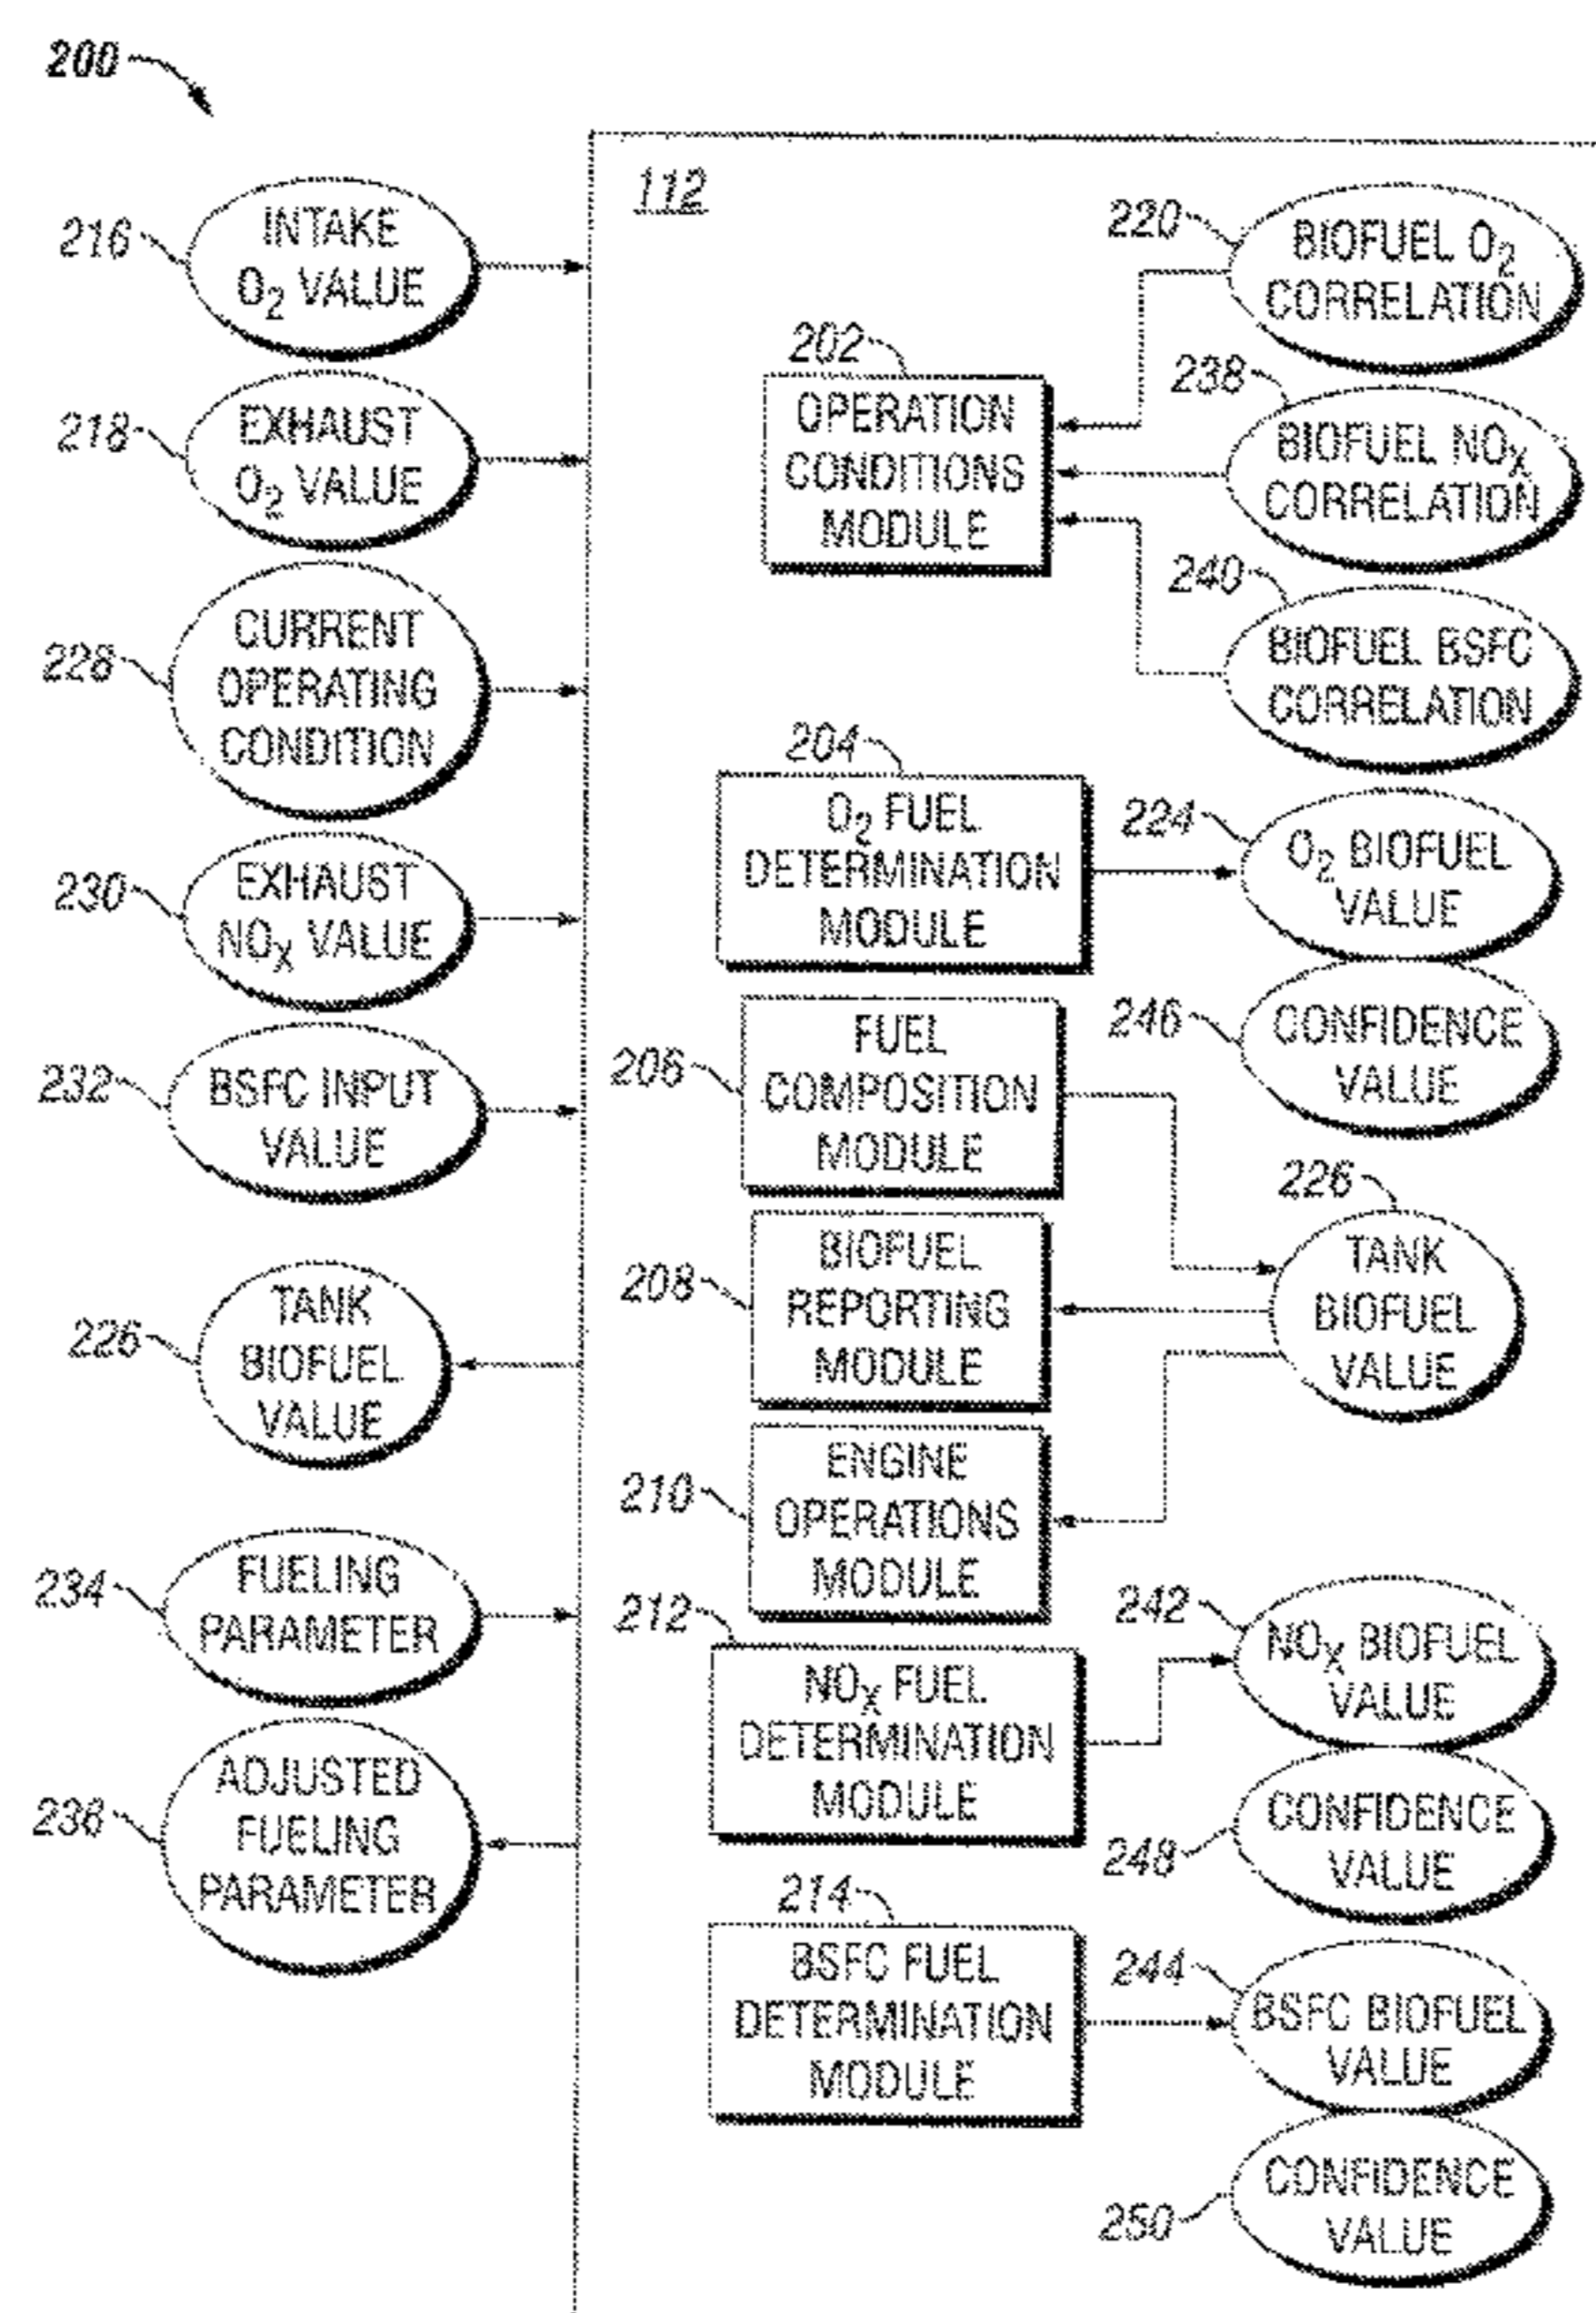 200
112
216
INTAKE
O₂ VALUE
218
EXHAUST
O₂ VALUE
228
CURRENT
OPERATING
CONDITION
230
EXHAUST
NOX VALUE
232
BSFC INPUT
VALUE
226
TANK
BIOFUEL
VALUE
234
FUELING
PARAMETER
236
ADJUSTED
FUELING
PARAMETER
202
OPERATION
CONDITIONS
MODULE
220
BIOFUEL O₂
CORRELATION
238
BIOFUEL NOX
CORRELATION
240
BIOFUEL BSFC
CORRELATION
204
O₂ FUEL
DETERMINATION
MODULE
224
O₂ BIOFUEL
VALUE
246
CONFIDENCE
VALUE
206
FUEL
COMPOSITION
MODULE
226
TANK
BIOFUEL
VALUE
208
BIOFUEL
REPORTING
MODULE
210
ENGINE
OPERATIONS
MODULE
212
NOX FUEL
DETERMINATION
MODULE
242
NOX BIOFUEL
VALUE
248
CONFIDENCE
VALUE
214
BSFC FUEL
DETERMINATION
MODULE
244
BSFC BIOFUEL
VALUE
250
CONFIDENCE
VALUE